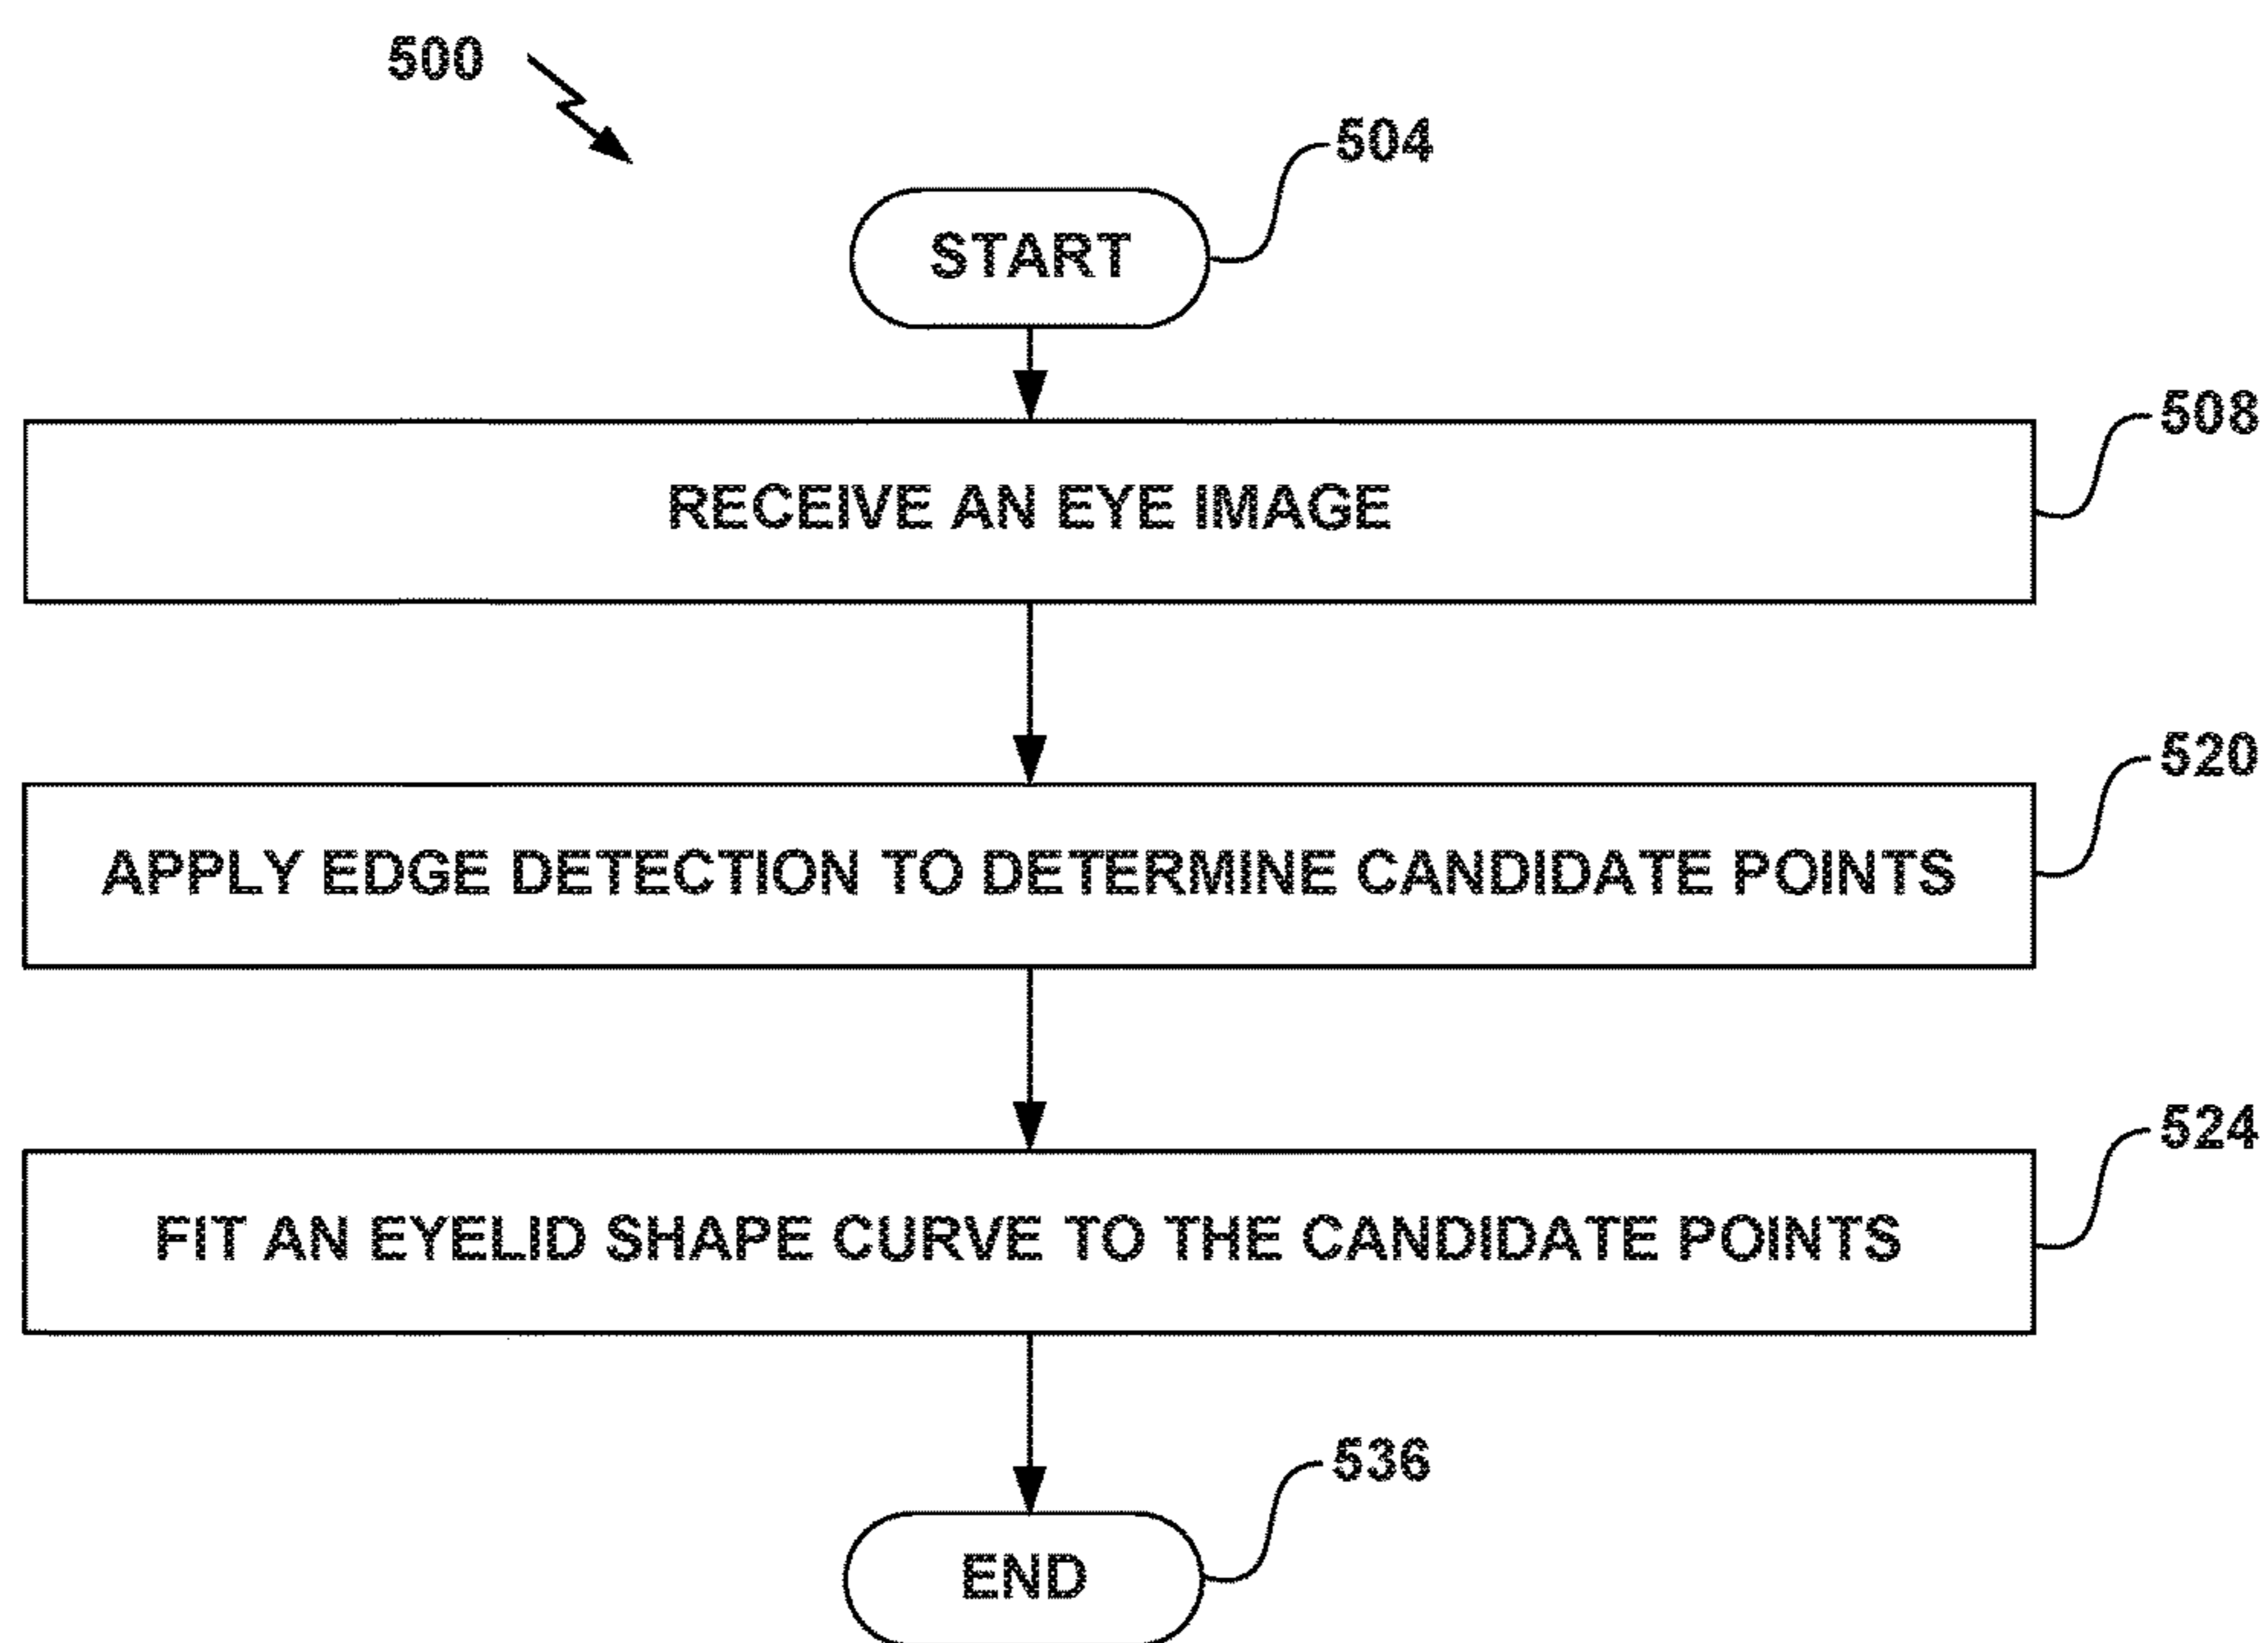 500
504
START
508
RECEIVE AN EYE IMAGE
520
APPLY EDGE DETECTION TO DETERMINE CANDIDATE POINTS
524
FIT AN EYELID SHAPE CURVE TO THE CANDIDATE POINTS
536
END